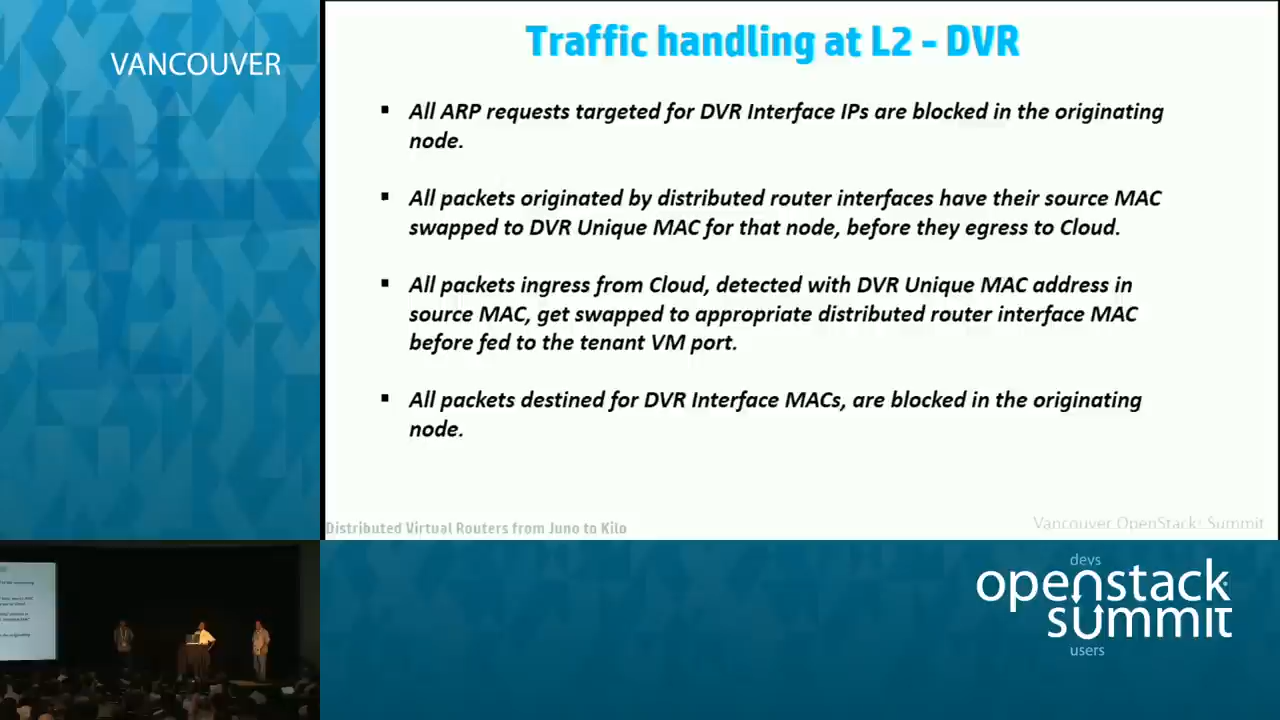 VANCOUVER
Traffic handling at L2 - DVR
▪ All ARP requests targeted for DVR Interface IPs are blocked in the originating
node.
▪ All packets originated by distributed router interfaces have their source MAC
swapped to DVR Unique MAC for that node, before they egress to Cloud.
▪ All packets ingress from Cloud, detected with DVR Unique MAC address in
source MAC, get swapped to appropriate distributed router interface MAC
before fed to the tenant VM port.
▪ All packets destined for DVR Interface MACs, are blocked in the originating
node.
Distributed Virtual Routers from Juno to Kilo
Vancouver OpenStack Summit
devs
openstack
summit
users